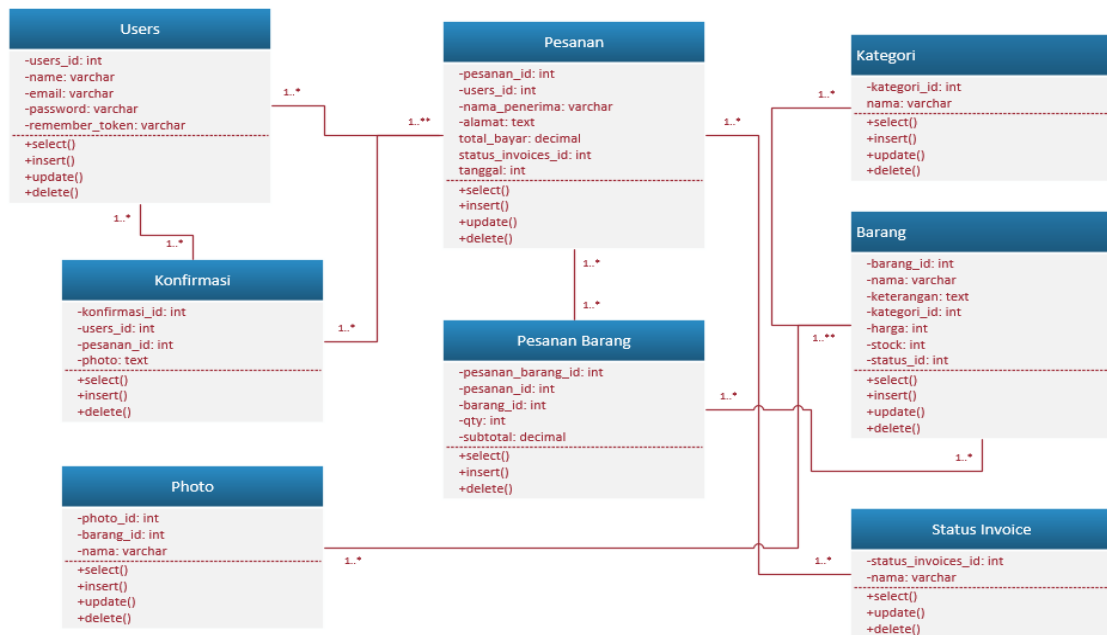 Users
-users_id: int
-name: varchar
-email: varchar
-password: varchar
-remember_token: varchar
+select()
+insert()
+update()
+delete()
1..*
1..**
1..*
1..*
Pesanan
-pesanan_id: int
-users_id: int
-nama_penerima: varchar
-alamat: text
total_bayar: decimal
status_invoices_id: int
tanggal: int
+select()
+insert()
+update()
+delete()
1..*
1..*
1..*
Kategori
-kategori_id: int
nama: varchar
+select()
+insert()
+update()
+delete()
1..*
Konfirmasi
-konfirmasi_id: int
-users_id: int
-pesanan_id: int
-photo: text
+select()
+insert()
+delete()
1..*
Pesanan Barang
-pesanan_barang_id: int
-pesanan_id: int
-barang_id: int
-qty: int
-subtotal: decimal
+select()
+insert()
+delete()
1..*
Barang
-barang_id: int
-nama: varchar
-keterangan: text
-kategori_id: int
-harga: int
-stock: int
-status_id: int
+select()
+insert()
+update()
+delete()
1..**
1..*
Photo
-photo_id: int
-barang_id: int
-nama: varchar
+select()
+insert()
+update()
+delete()
1..*
Status Invoice
-status_invoices_id: int
-nama: varchar
+select()
+update()
+delete()
1..*